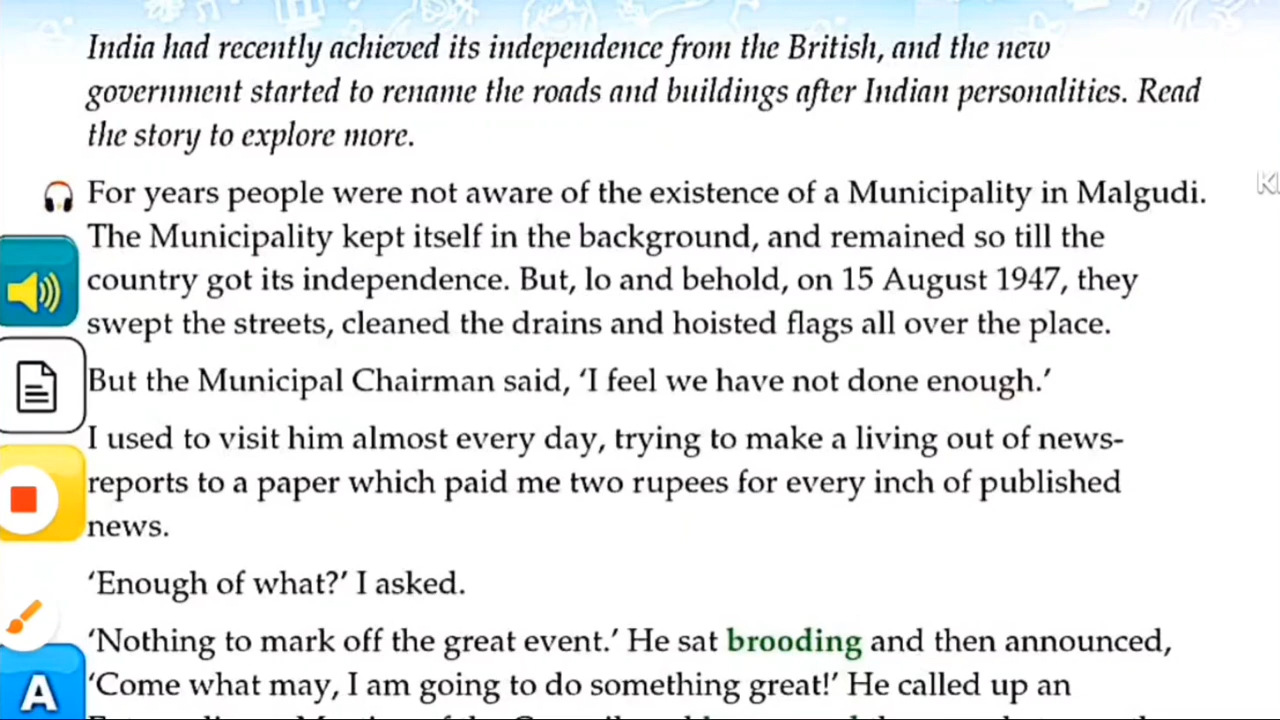 India had recently achieved its independence from the British, and the new
government started to rename the roads and buildings after Indian personalities. Read
the story to explore more.
For years people were not aware of the existence of a Municipality in Malgudi.
The Municipality kept itself in the background, and remained so till the
country got its independence. But, lo and behold, on 15 August 1947, they
swept the streets, cleaned the drains and hoisted flags all over the place.
But the Municipal Chairman said, ‘I feel we have not done enough.’
I used to visit him almost every day, trying to make a living out of news-
reports to a paper which paid me two rupees for every inch of published
news.
‘Enough of what?’ I asked.
‘Nothing to mark off the great event.’ He sat brooding and then announced,
‘Come what may, I am going to do something great!’ He called up an
A